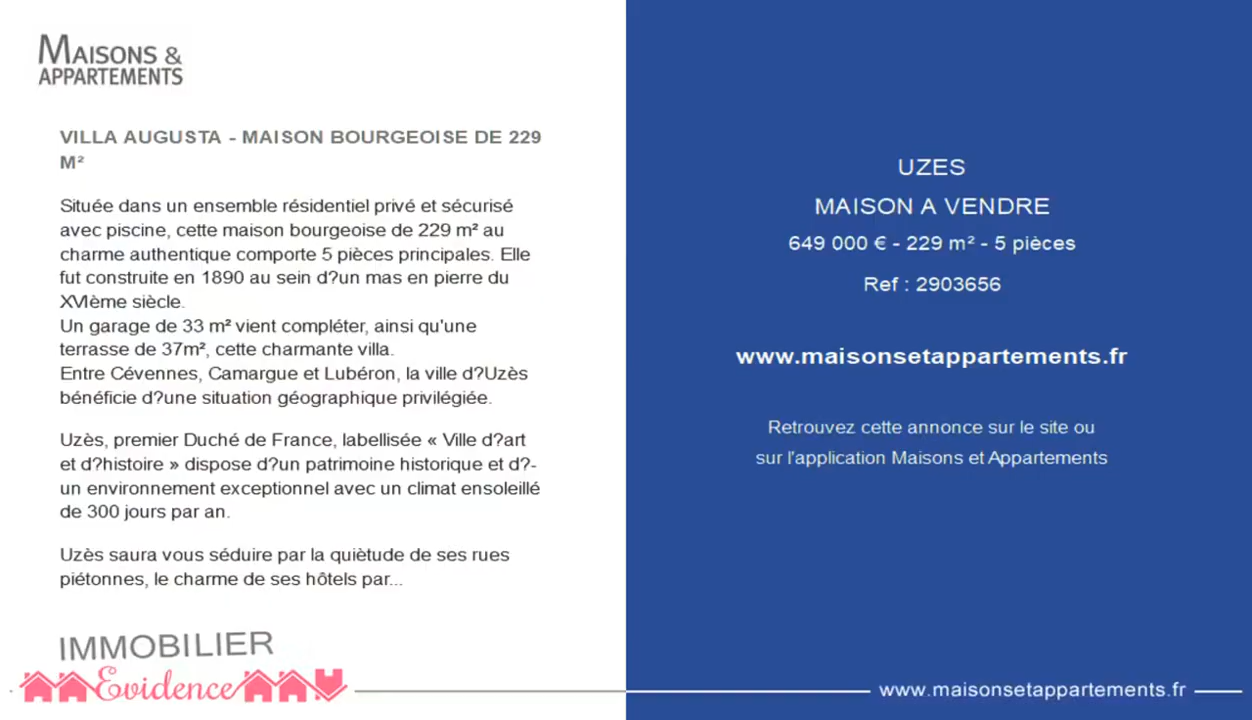 MAISONS &
APPARTEMENTS
VILLA AUGUSTA - MAISON BOURGEOISE DE 229
M²
Située dans un ensemble résidentiel privé et sécurisé
avec piscine, cette maison bourgeoise de 229 m² au
charme authentique comporte 5 pièces principales. Elle
fut construite en 1890 au sein d?un mas en pierre du
XVIème siècle.
Un garage de 33 m² vient compléter, ainsi qu'une
terrasse de 37m², cette charmante villa.
Entre Cévennes, Camargue et Lubéron, la ville d?Uzès
bénéficie d?une situation géographique privilégiée.
Uzès, premier Duché de France, labellisée « Ville d?art
et d?histoire » dispose d?un patrimoine historique et d?-
un environnement exceptionnel avec un climat ensoleillé
de 300 jours par an.
Uzès saura vous séduire par la quiètude de ses rues
piétonnes, le charme de ses hôtels par...
IMMOBILIER
Evidence
UZES
MAISON A VENDRE
649 000 € - 229 m² - 5 pièces
Ref : 2903656
www.maisonsetappartements.fr
Retrouvez cette annonce sur le site ou
sur l'application Maisons et Appartements
www.maisonsetappartements.fr